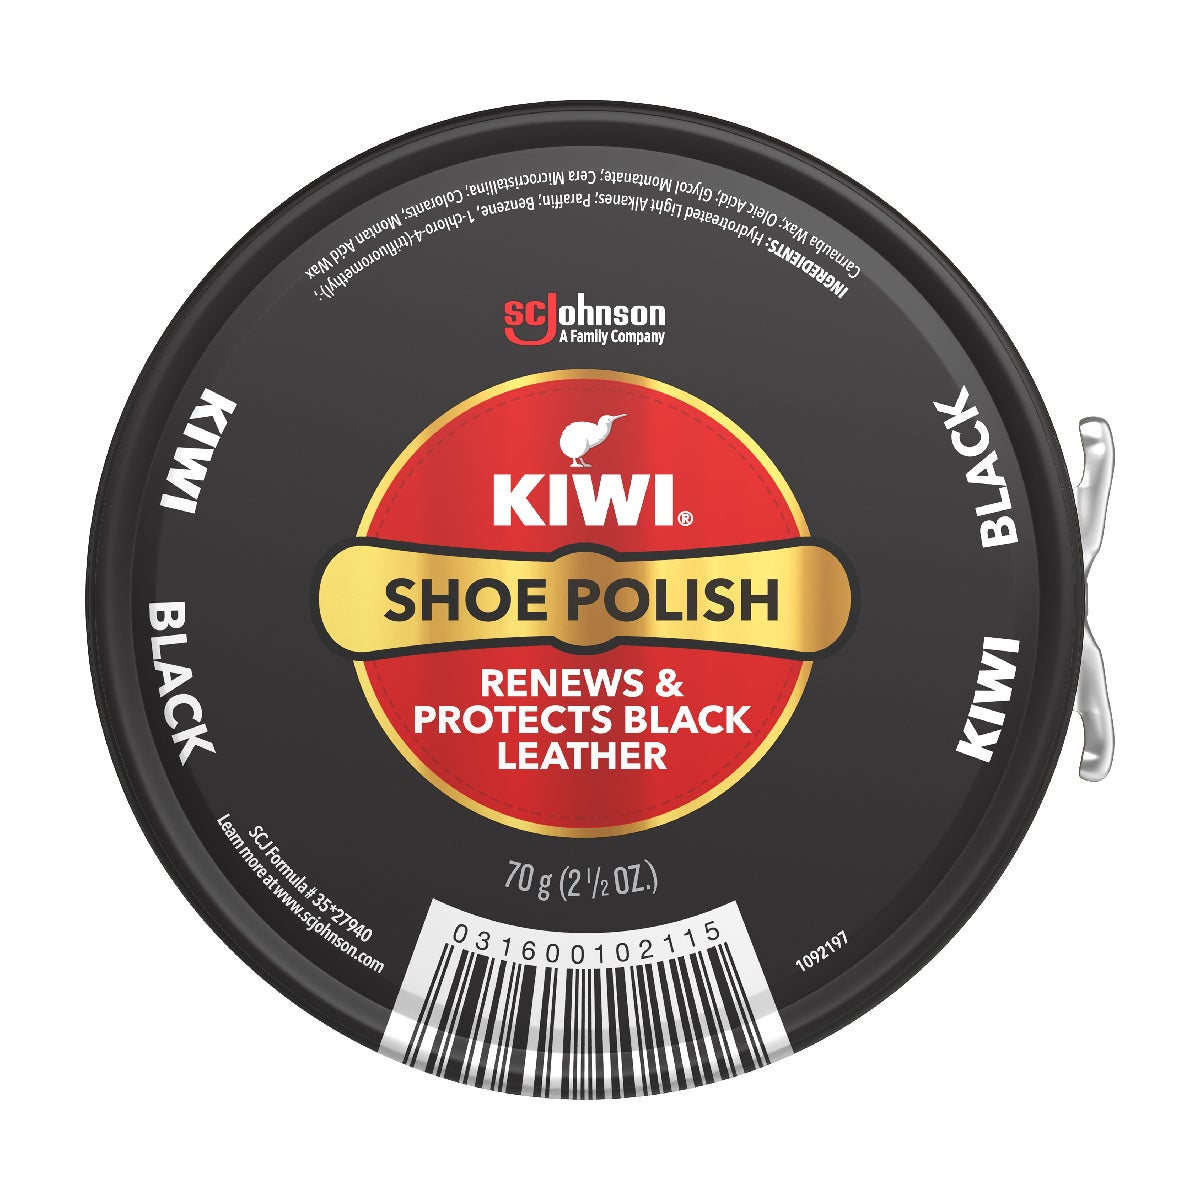 INGREDIENTS: Hydrotreated Light Alkanes; Paraffin; Benzene, 1-chloro-4-(trifluoromethyl);
Carnauba Wax; Oleic Acid; Glycol Montanate; Cera Microcristallina; Colorants; Montan Acid Wax
SCJohnson
A Family Company
KIWI
BLACK
KIWI®
SHOE POLISH
RENEWS &
PROTECTS BLACK
LEATHER
BLACK
KIWI
70 g (2 1/2 OZ.)
SCJ Formula # 35*27940
Learn more at www.scjohnson.com
031600102115
1092197